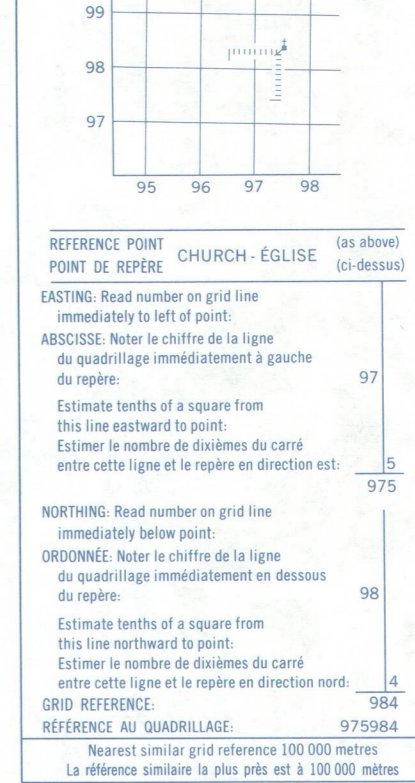 99
98
97
95 96 97 98
REFERENCE POINT CHURCH - ÉGLISE (as above)
POINT DE REPÈRE (ci-dessus)
EASTING: Read number on grid line
immediately to left of point:
ABSCISSE: Noter le chiffre de la ligne
du quadrillage immédiatement à gauche
du repère: 97
Estimate tenths of a square from
this line eastward to point:
Estimer le nombre de dixièmes du carré
entre cette ligne et le repère en direction est: 5
975
NORTHING: Read number on grid line
immediately below point:
ORDONNÉE: Noter le chiffre de la ligne
du quadrillage immédiatement en dessous
du repère: 98
Estimate tenths of a square from
this line northward to point:
Estimer le nombre de dixièmes du carré
entre cette ligne et le repère en direction nord: 4
GRID REFERENCE: 984
RÉFÉRENCE AU QUADRILLAGE: 975984
Nearest similar grid reference 100 000 metres
La référence similaire la plus près est à 100 000 mètres